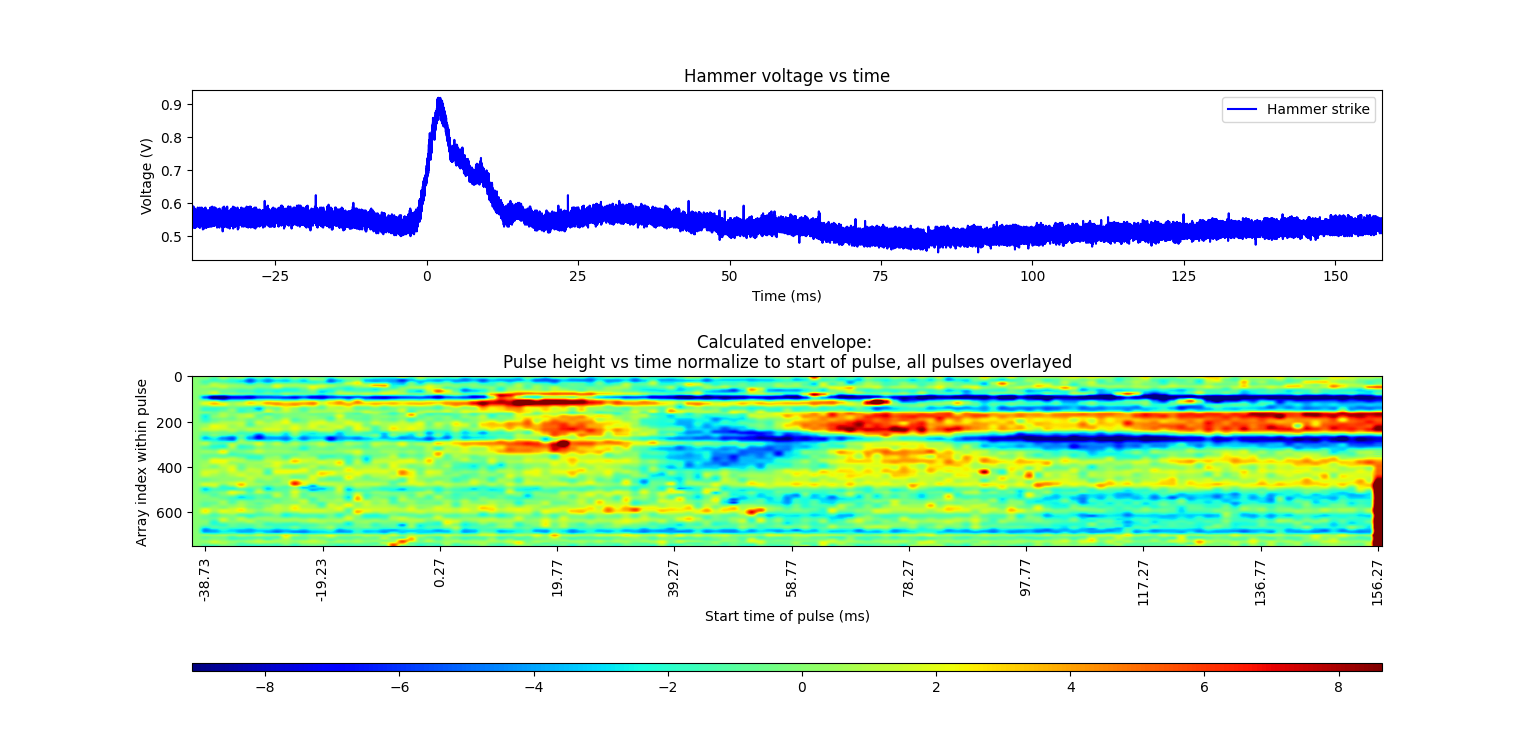 Hammer voltage vs time
Hammer strike
Voltage (V)
0.9
0.8
0.7
0.6
0.5
−25 0 25 50 75 100 125 150
Time (ms)
Calculated envelope:
Pulse height vs time normalize to start of pulse, all pulses overlayed
Array index within pulse
0
200
400
600
-38.73 -19.23 0.27 19.77 39.27 58.77 78.27 97.77 117.27 136.77 156.27
Start time of pulse (ms)
−8 −6 −4 −2 0 2 4 6 8